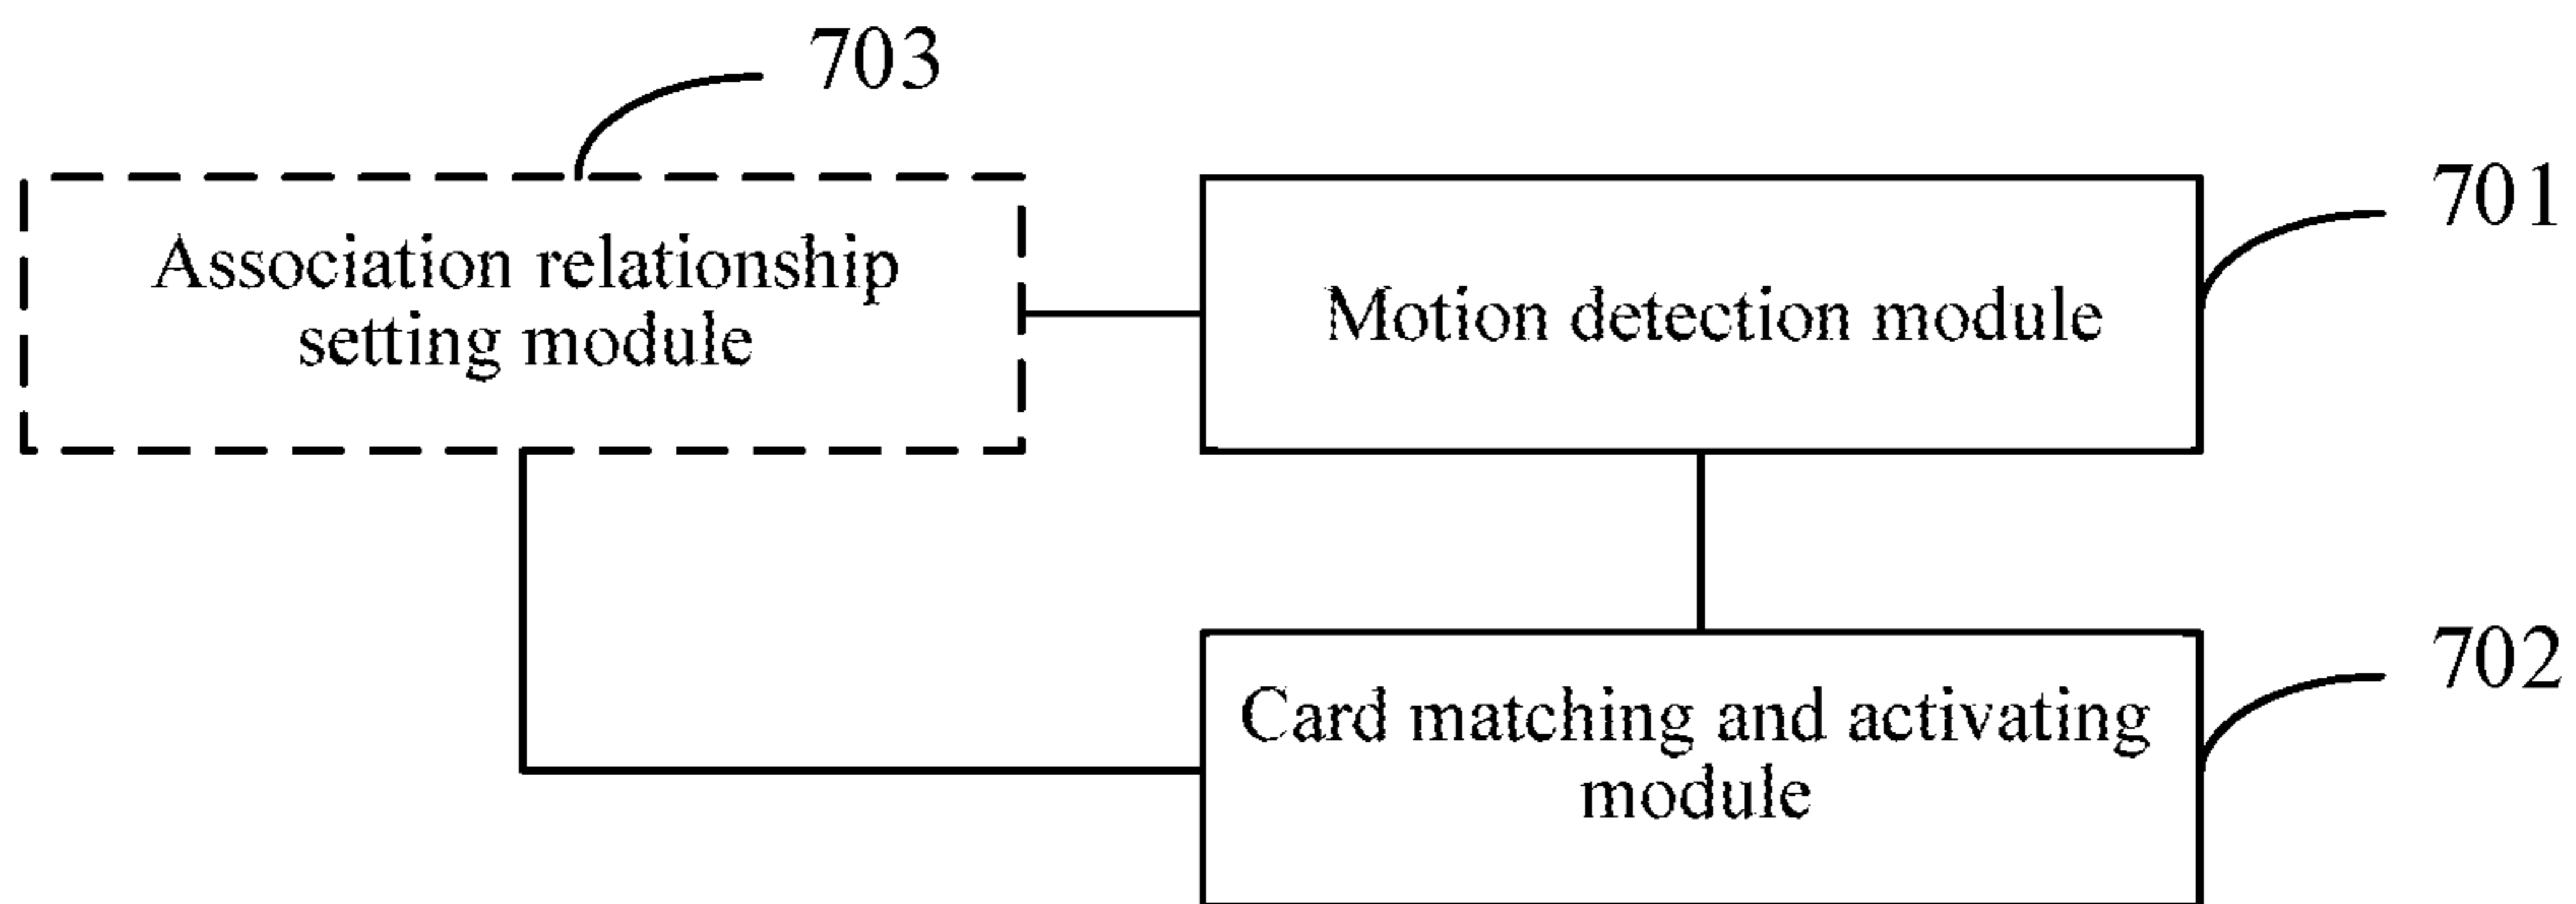 703
701
Association relationship
setting module
Motion detection module
702
Card matching and activating
module